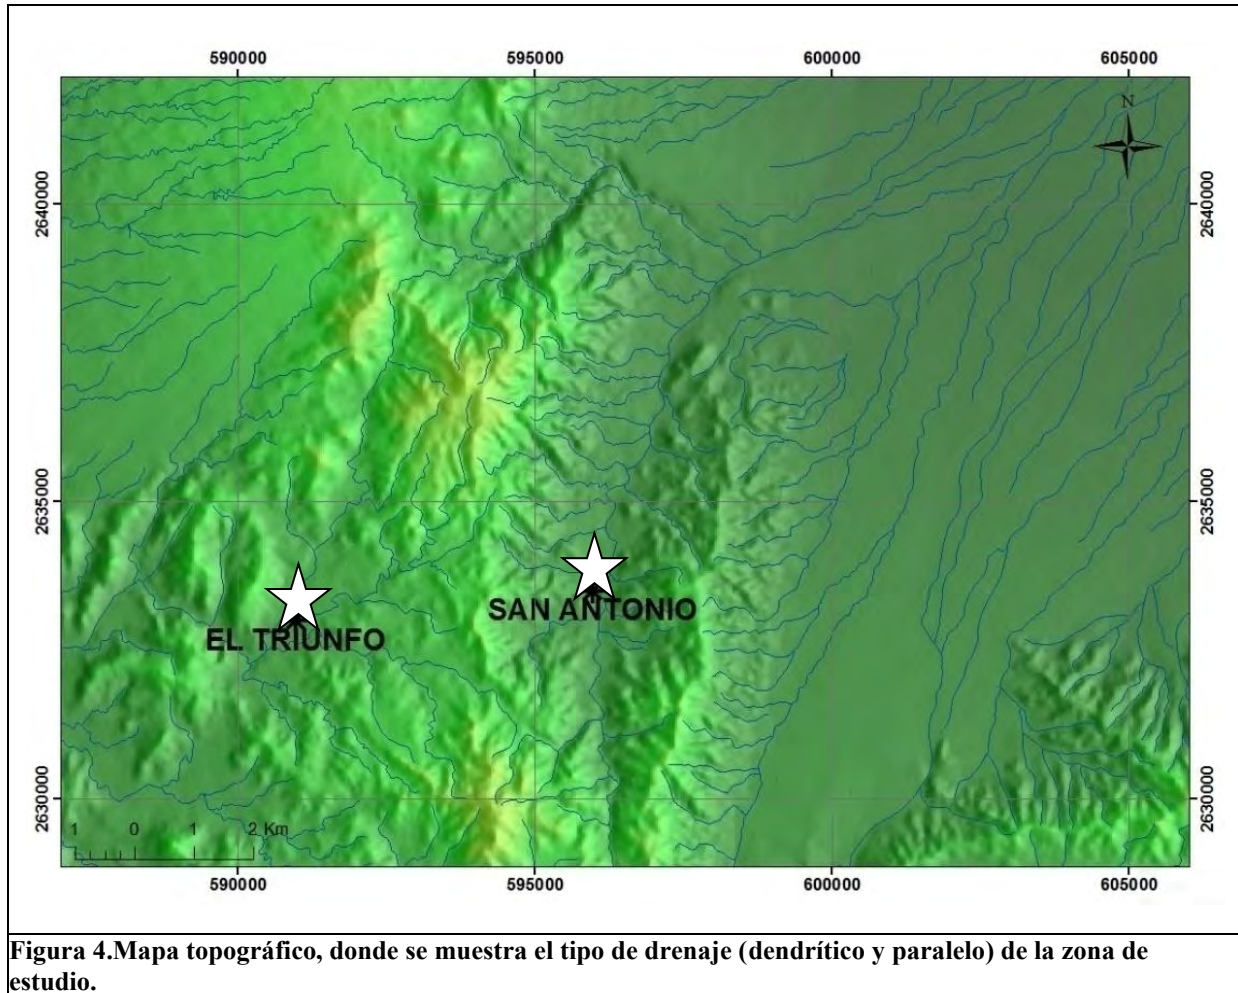 590000 595000 600000 605000
N
2640000 2640000
2635000 2635000
SAN ANTONIO
EL TRIUNFO
2630000 2630000
1 0 1 2 Km
590000 595000 600000 605000
Figura 4.Mapa topográfico, donde se muestra el tipo de drenaje (dendrítico y paralelo) de la zona de
estudio.